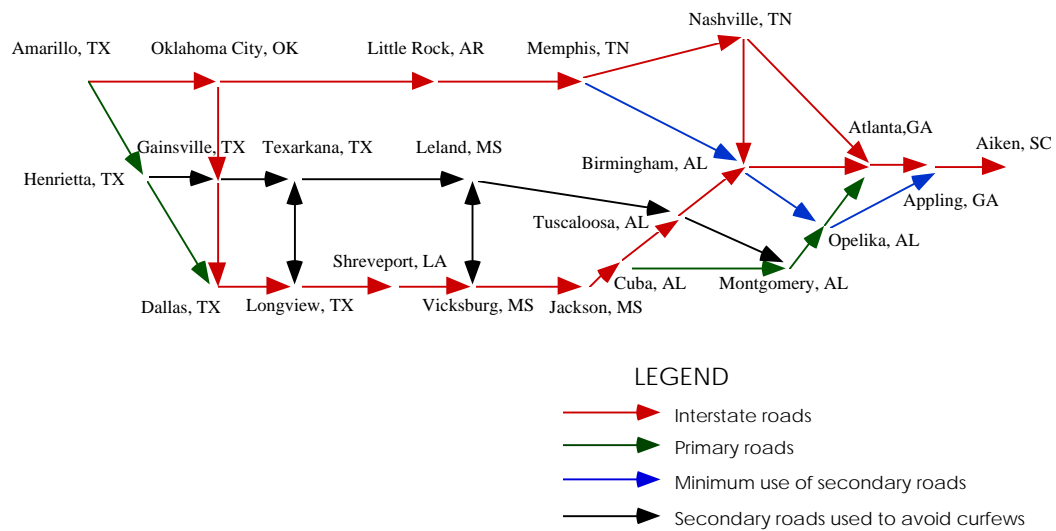 Nashville, TN
Amarillo, TX
Oklahoma City, OK
Little Rock, AR
Memphis, TN
Atlanta,GA
Gainsville, TX
Texarkana, TX
Leland, MS
Birmingham, AL
Aiken, SC
Henrietta, TX
Appling, GA
Tuscaloosa, AL
Opelika, AL
Shreveport, LA
Cuba, AL
Montgomery, AL
Dallas, TX
Longview, TX
Vicksburg, MS
Jackson, MS
LEGEND
Interstate roads
Primary roads
Minimum use of secondary roads
Secondary roads used to avoid curfews